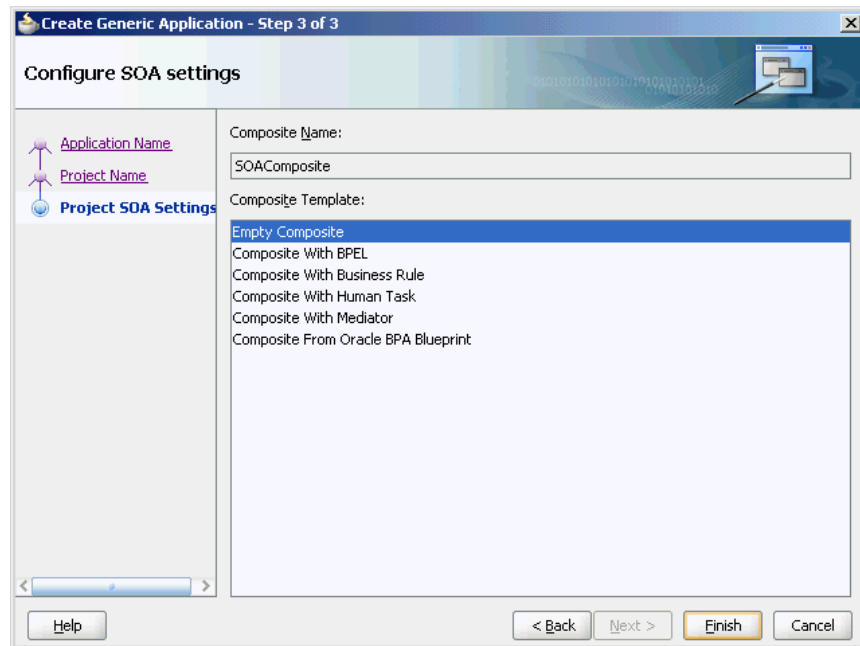 Create Generic Application - Step 3 of 3
Configure SOA settings
Application Name
Project Name
Project SOA Settings
Composite Name:
SOAComposite
Composite Template:
Empty Composite
Composite With BPEL
Composite With Business Rule
Composite With Human Task
Composite With Mediator
Composite From Oracle BPA Blueprint
Help
< Back
Next >
Finish
Cancel